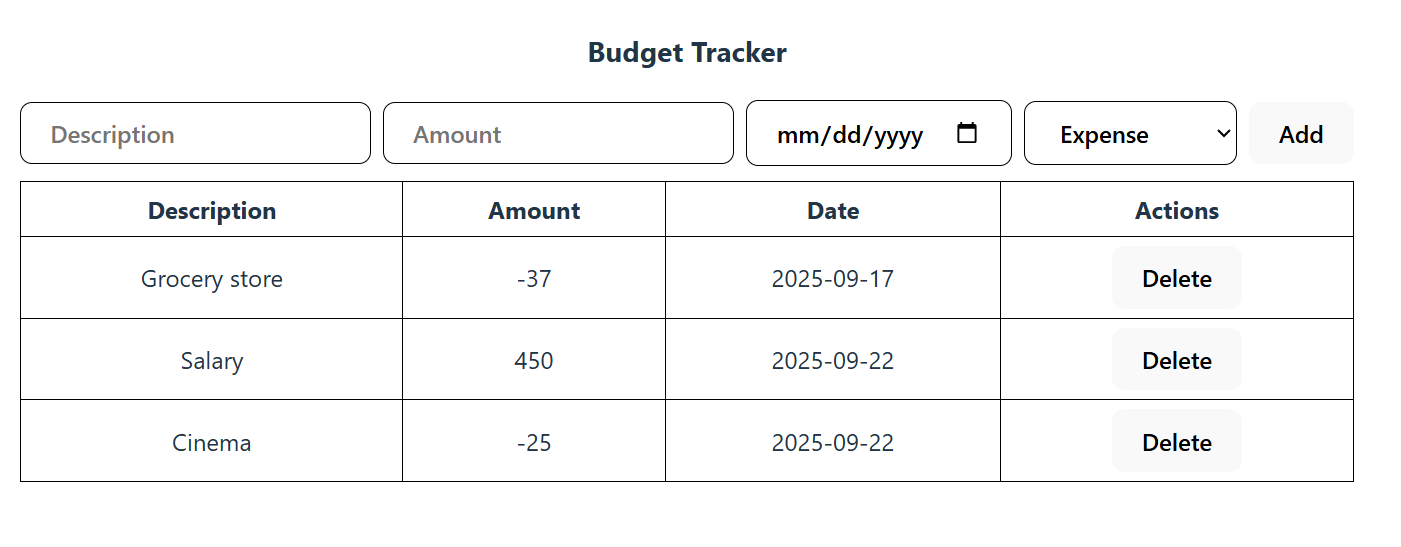 Budget Tracker
Description Amount mm/dd/yyyy Expense Add
Description Amount Date Actions
Grocery store -37 2025-09-17 Delete
Salary 450 2025-09-22 Delete
Cinema -25 2025-09-22 Delete